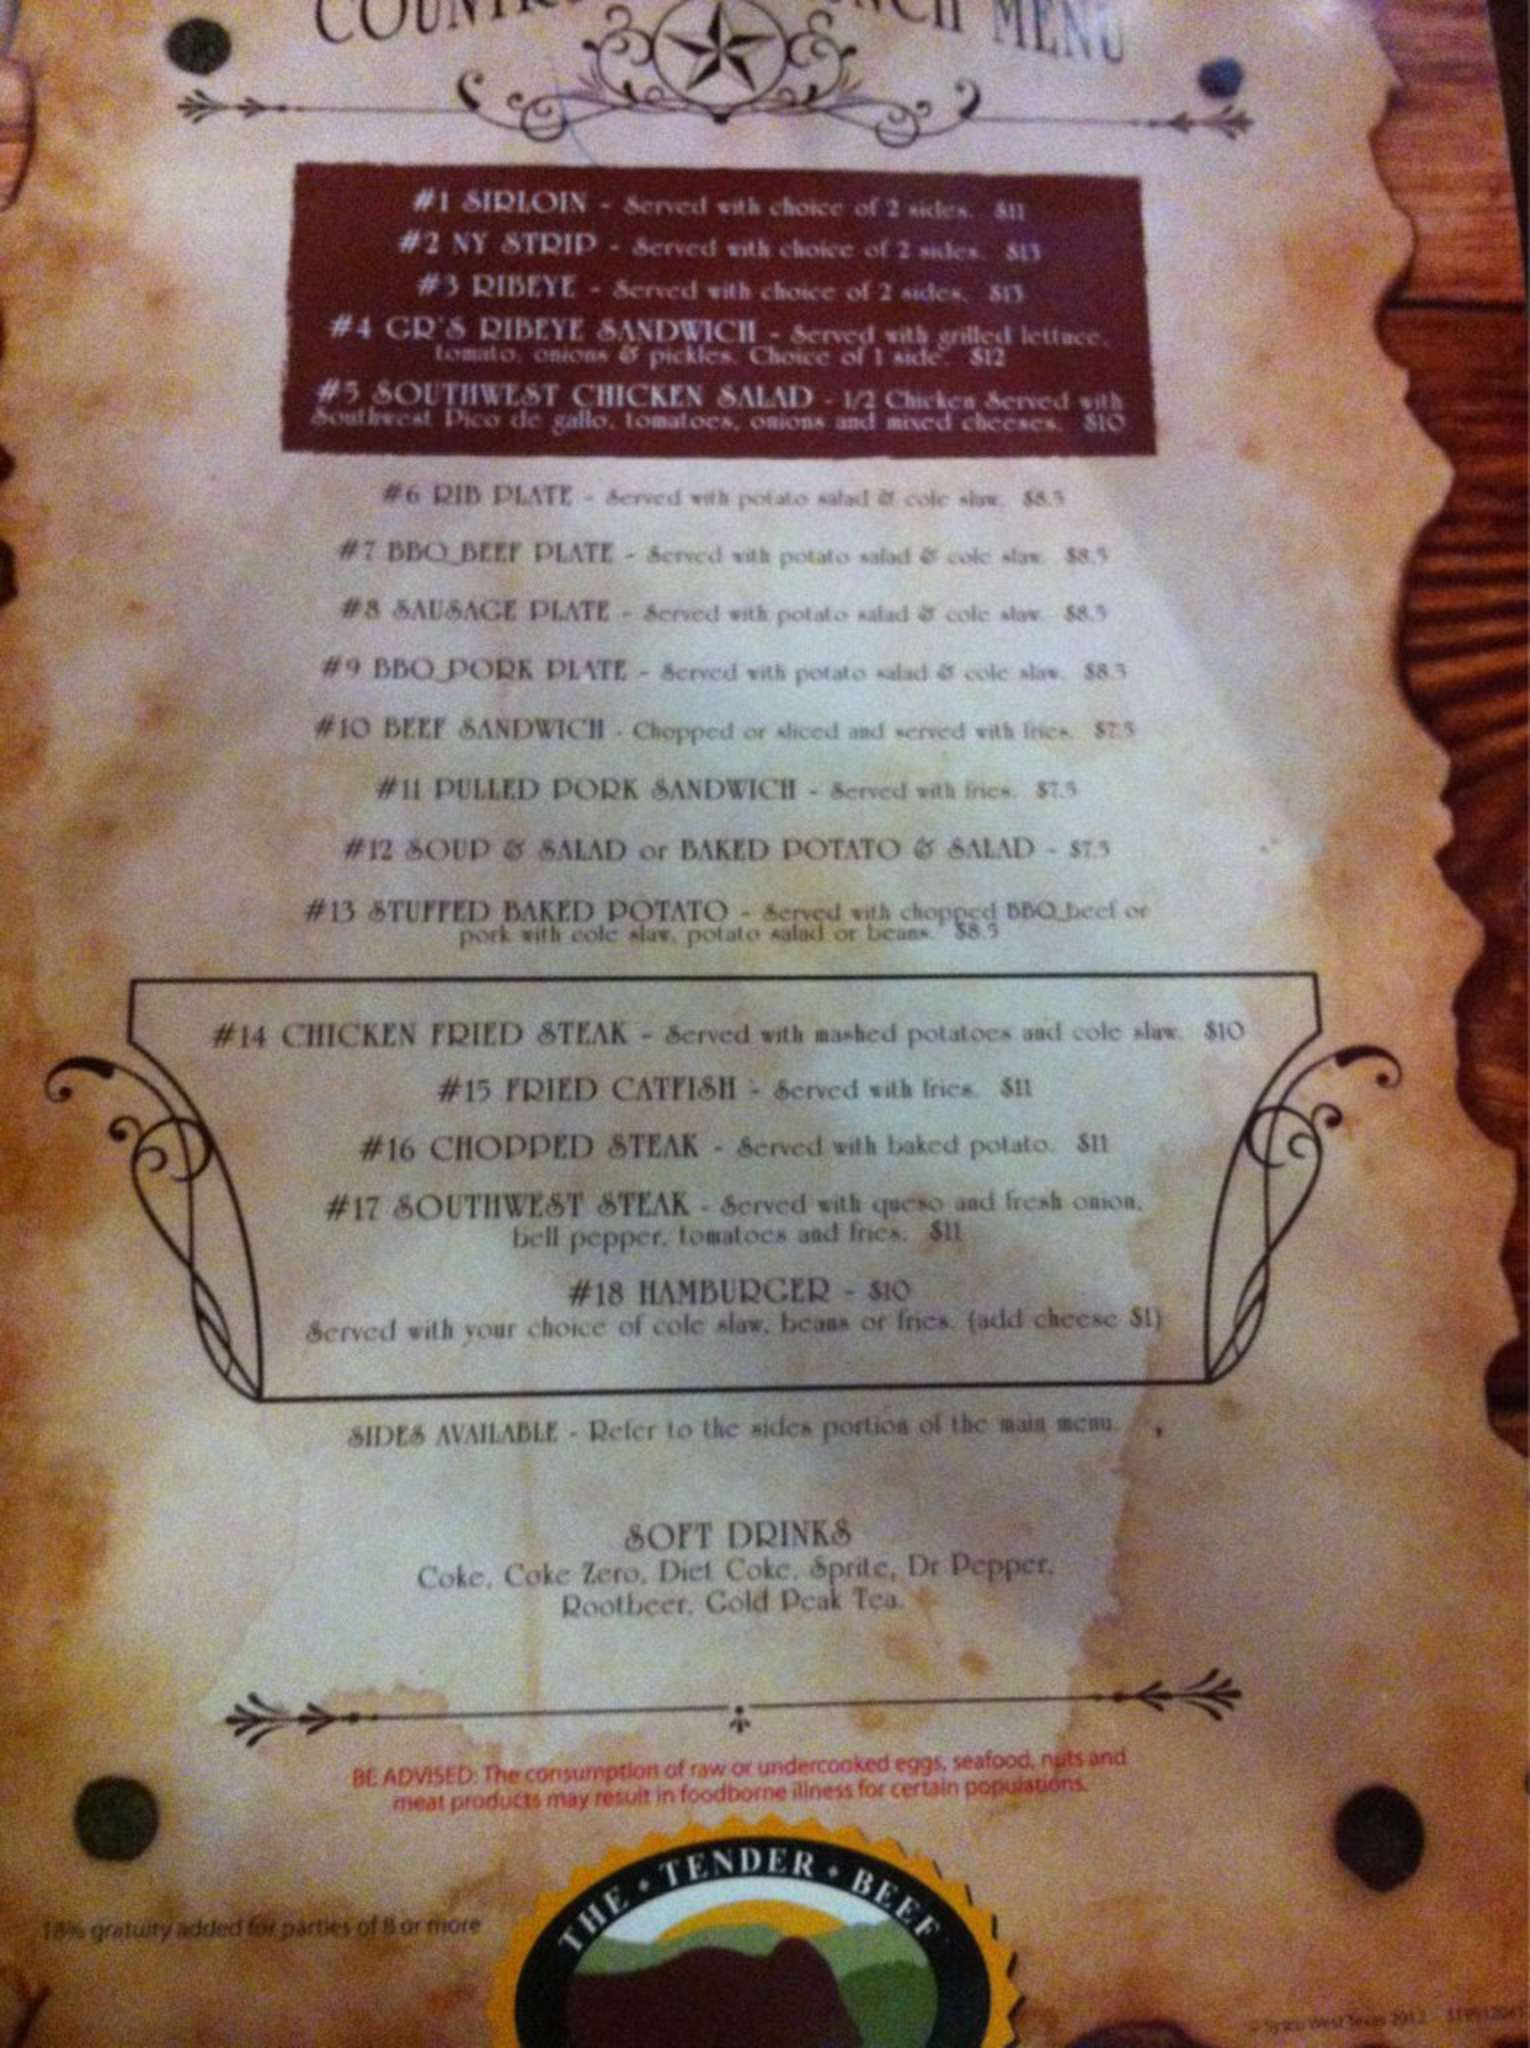 MENU
#1 SIRLOIN - Served with choice of 2 sides. $11
#2 NY STRIP - Served with choice of 2 sides. $13
#3 RIBEYE - Served with choice of 2 sides. $13
#4 GR'S RIBEYE SANDWICH - Served with grilled lettuce,
tomato, onions & pickles. Choice of 1 side. $12
#5 SOUTHWEST CHICKEN SALAD - 1/2 Chicken Served with
Southwest Pico de gallo, tomatoes, onions and mixed cheeses. $10
#6 RIB PLATE - Served with potato salad & cole slaw. $8.5
#7 BBQ BEEF PLATE - Served with potato salad & cole slaw. $8.5
#8 SAUSAGE PLATE - Served with potato salad & cole slaw. $8.5
#9 BBQ PORK PLATE - Served with potato salad & cole slaw. $8.5
#10 BEEF SANDWICH - Chopped or sliced and served with fries. $7.5
#11 PULLED PORK SANDWICH - Served with fries. $7.5
#12 SOUP & SALAD or BAKED POTATO & SALAD - $7.5
#13 STUFFED BAKED POTATO - Served with chopped BBQ beef or
pork with cole slaw, potato salad or beans. $8.5
#14 CHICKEN FRIED STEAK - Served with mashed potatoes and cole slaw. $10
#15 FRIED CATFISH - Served with fries. $11
#16 CHOPPED STEAK - Served with baked potato. $11
#17 SOUTHWEST STEAK - Served with queso and fresh onion,
bell pepper, tomatoes and fries. $11
#18 HAMBURGER - $10
Served with your choice of cole slaw, beans or fries. (add cheese $1)
SIDES AVAILABLE - Refer to the sides portion of the main menu.
SOFT DRINKS
Coke, Coke Zero, Diet Coke, Sprite, Dr Pepper,
Rootbeer, Gold Peak Tea.
BE ADVISED: The consumption of raw or undercooked eggs, seafood, nuts and
meat products may result in foodborne illness for certain populations.
THE • TENDER • BEEF
18% gratuity added for parties of 8 or more
© Sysco West Texas 2012